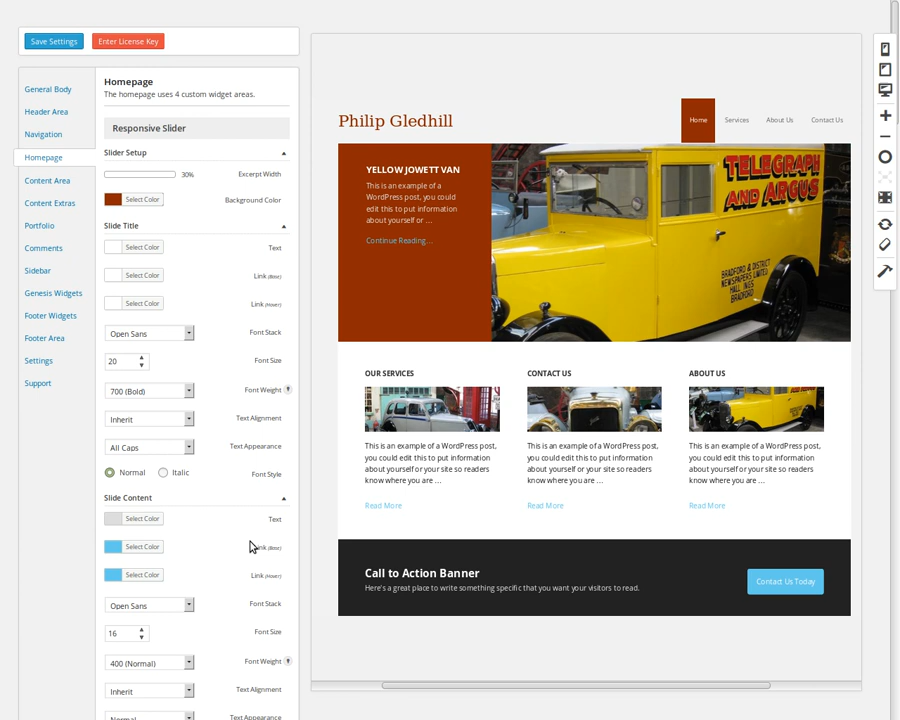 Save Settings
Enter License Key
General Body
Header Area
Navigation
Homepage
Content Area
Content Extras
Portfolio
Comments
Sidebar
Genesis Widgets
Footer Widgets
Footer Area
Settings
Support
Homepage
The homepage uses 4 custom widget areas.
Responsive Slider
Slider Setup
30% Excerpt Width
Select Color Background Color
Slide Title
Select Color Text
Select Color Link (Base)
Select Color Link (Hover)
Open Sans Font Stack
20 Font Size
700 (Bold) Font Weight
Inherit Text Alignment
All Caps Text Appearance
Normal Italic Font Style
Slide Content
Select Color Text
Select Color Link (Base)
Select Color Link (Hover)
Open Sans Font Stack
16 Font Size
400 (Normal) Font Weight
Inherit Text Alignment
Normal Text Appearance
Philip Gledhill
Home Services About Us Contact Us
YELLOW JOWETT VAN
This is an example of a
WordPress post, you could
edit this to put information
about yourself or …
Continue Reading…
TELEGRAPH
AND ARGUS
BRADFORD & DISTRICT
NEWSPAPERS LIMITED
HALL INGS
BRADFORD
OUR SERVICES
This is an example of a WordPress post,
you could edit this to put information
about yourself or your site so readers
know where you are …
Read More
CONTACT US
This is an example of a WordPress post,
you could edit this to put information
about yourself or your site so readers
know where you are …
Read More
ABOUT US
This is an example of a WordPress post,
you could edit this to put information
about yourself or your site so readers
know where you are …
Read More
Call to Action Banner
Here's a great place to write something specific that you want your visitors to read.
Contact Us Today